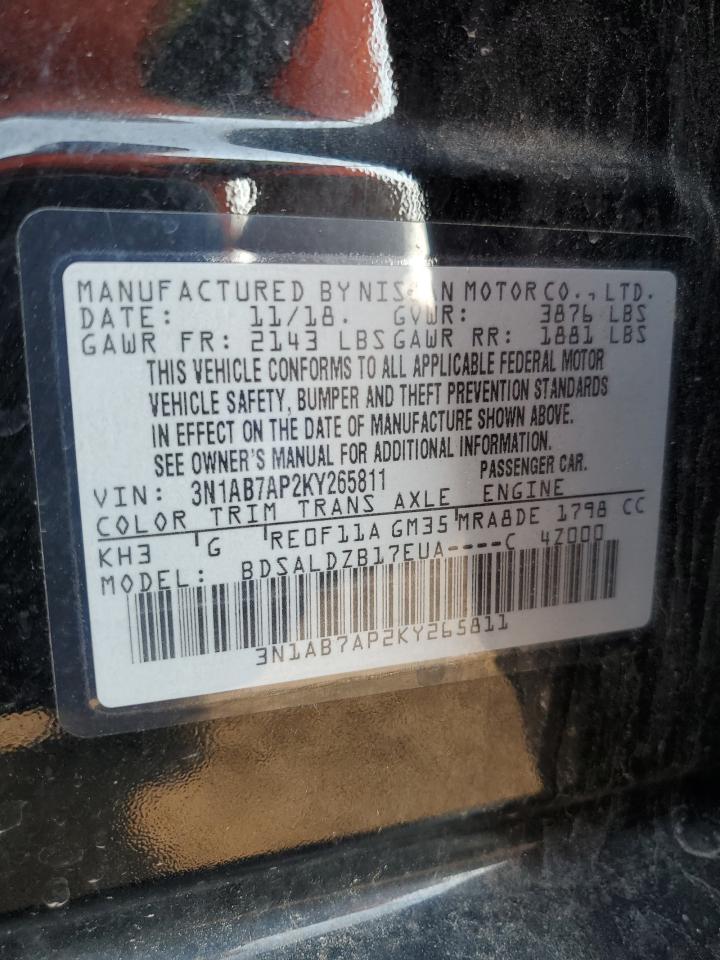 MANUFACTURED BY NISSAN MOTOR CO., LTD.
DATE: 11/18. GVWR: 3876 LBS
GAWR FR: 2143 LBS GAWR RR: 1881 LBS
THIS VEHICLE CONFORMS TO ALL APPLICABLE FEDERAL MOTOR
VEHICLE SAFETY, BUMPER AND THEFT PREVENTION STANDARDS
IN EFFECT ON THE DATE OF MANUFACTURE SHOWN ABOVE.
SEE OWNER'S MANUAL FOR ADDITIONAL INFORMATION.
VIN: 3N1AB7AP2KY265811 PASSENGER CAR.
COLOR TRIM TRANS AXLE ENGINE
KH3 G RE0F11A GM35 MRA8DE 1798 CC
MODEL: BDSALDZB17EUA----C 4Z000
3N1AB7AP2KY265811